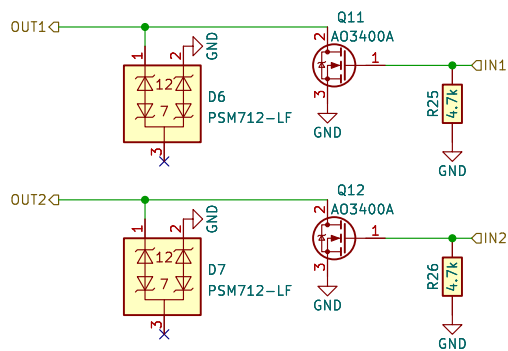 Q11
OUT1
AO3400A
2
1
2
GND
1
IN1
12
D6
7
PSM712-LF
3
R25
4.7k
3
GND
GND
Q12
OUT2
AO3400A
2
1
2
GND
1
IN2
12
D7
7
PSM712-LF
3
R26
4.7k
3
GND
GND